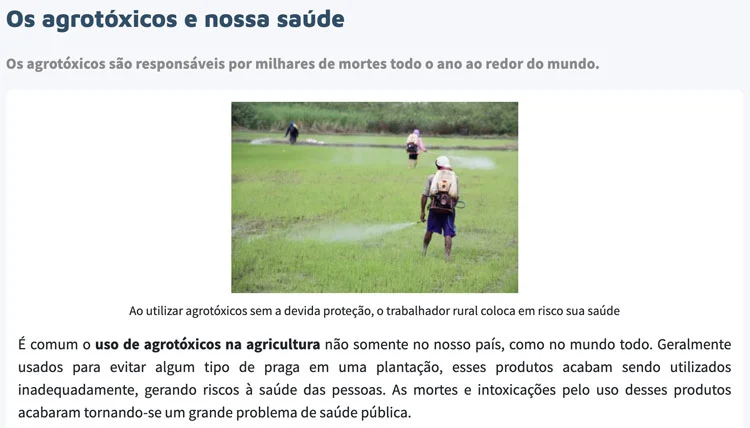 Os agrotóxicos e nossa saúde
Os agrotóxicos são responsáveis por milhares de mortes todo o ano ao redor do mundo.
Ao utilizar agrotóxicos sem a devida proteção, o trabalhador rural coloca em risco sua saúde
É comum o uso de agrotóxicos na agricultura não somente no nosso país, como no mundo todo. Geralmente
usados para evitar algum tipo de praga em uma plantação, esses produtos acabam sendo utilizados
inadequadamente, gerando riscos à saúde das pessoas. As mortes e intoxicações pelo uso desses produtos
acabaram tornando-se um grande problema de saúde pública.